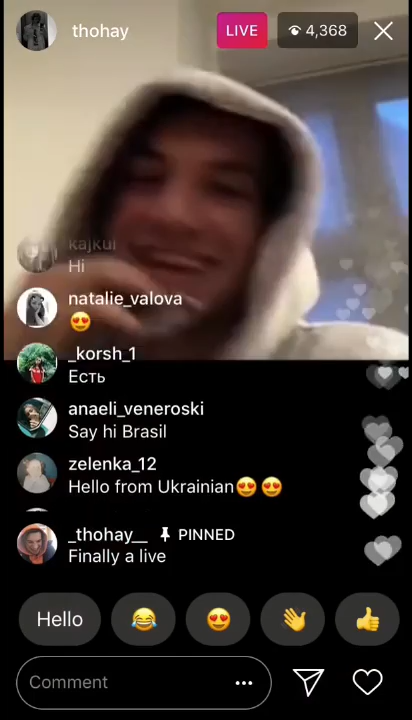 thohay
LIVE
4,368
kajkul
Hi
natalie_valova
😍
_korsh_1
Есть
anaeli_veneroski
Say hi Brasil
zelenka_12
Hello from Ukrainian😍😍
_thohay__ PINNED
Finally a live
Hello 😂 😍 👋 👍
Comment